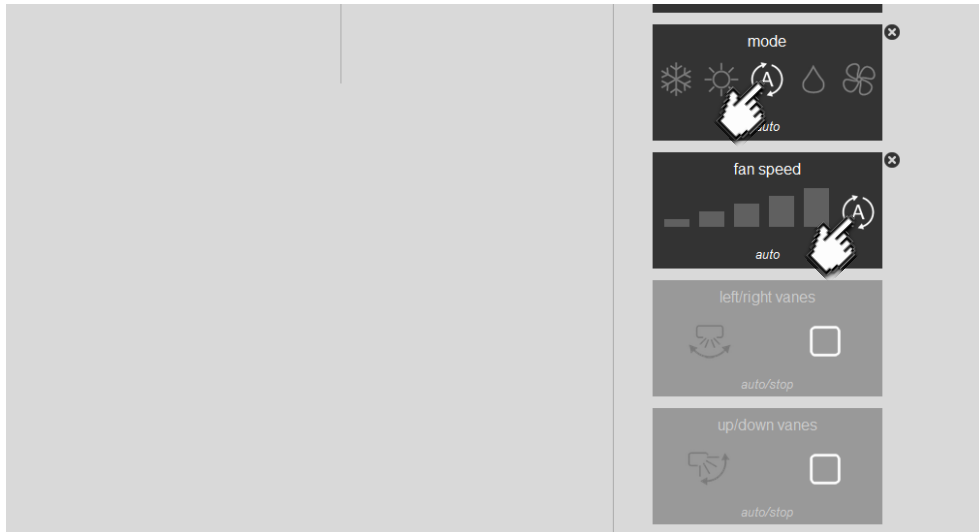 mode
A
auto
fan speed
A
auto
left/right vanes
auto/stop
up/down vanes
auto/stop